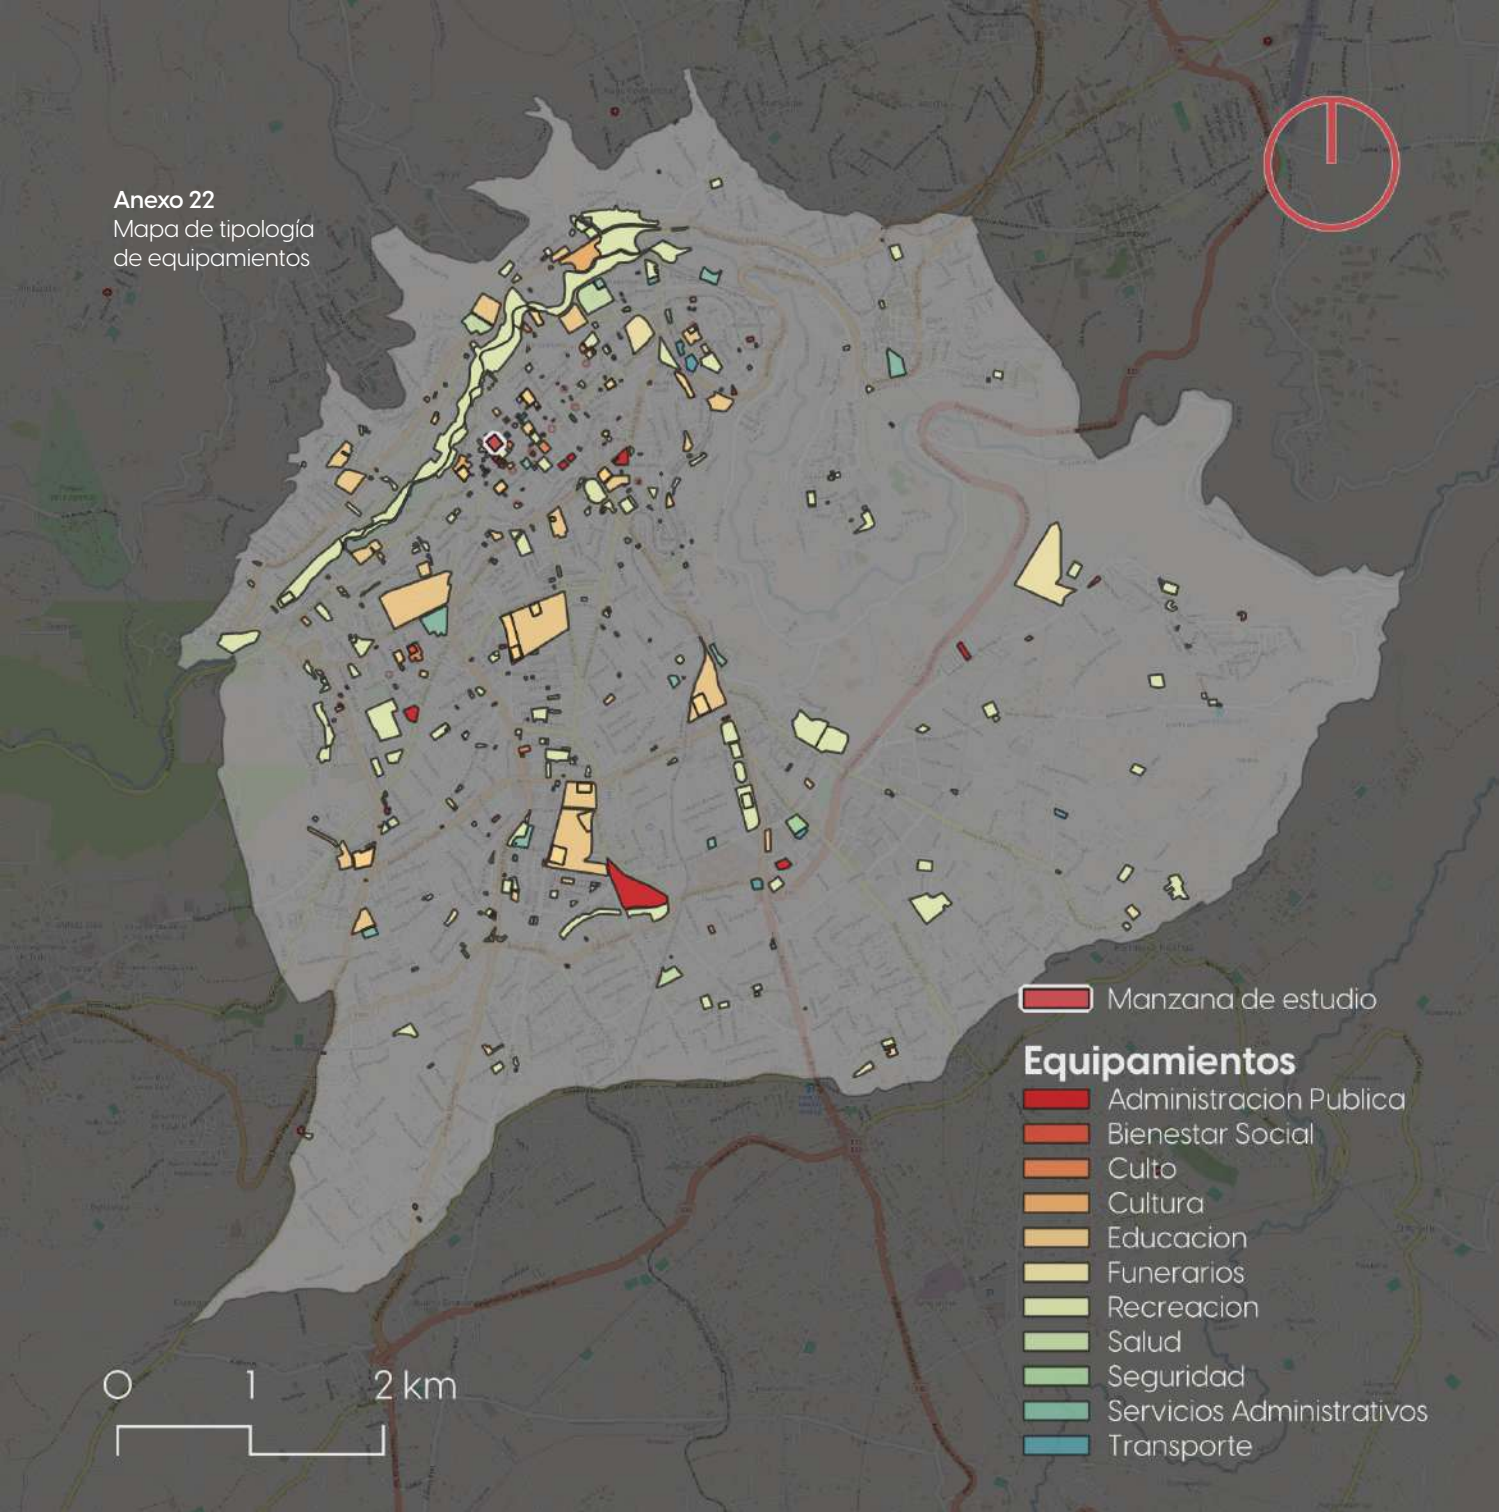 Anexo 22
Mapa de tipología
de equipamientos
Manzana de estudio
Equipamientos
Administracion Publica
Bienestar Social
Culto
Cultura
Educacion
Funerarios
Recreacion
Salud
Seguridad
Servicios Administrativos
Transporte
0 1 2 km